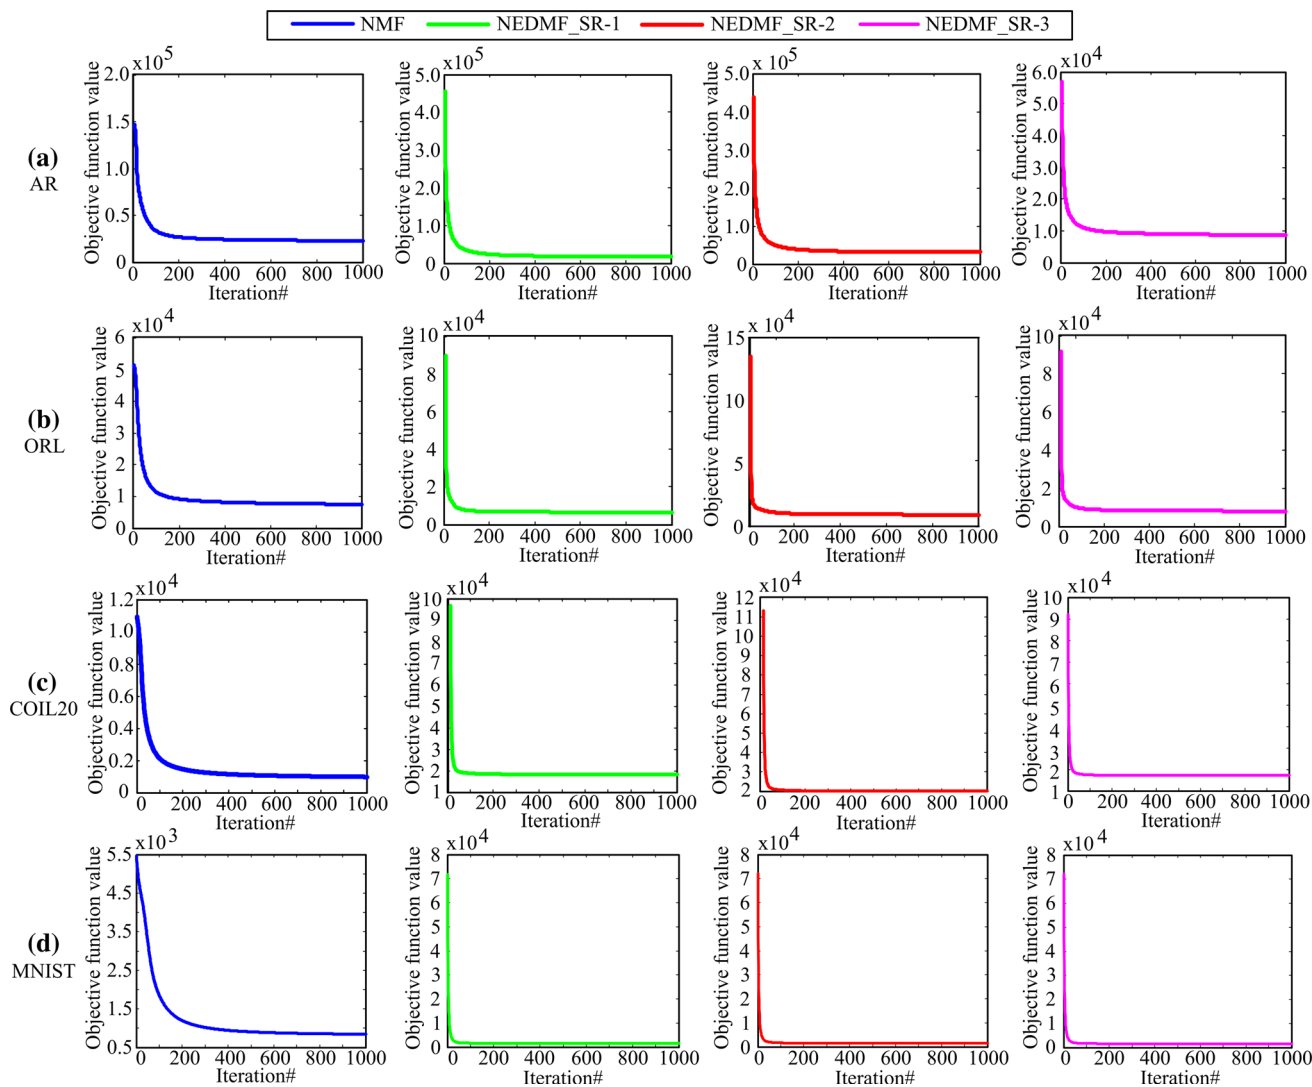 NMF NEDMF_SR-1 NEDMF_SR-2 NEDMF_SR-3
(a)
AR
x 10^5
Objective function value
2.0
1.5
1.0
0.5
0
0 200 400 600 800 1000
Iteration#
x 10^5
Objective function value
5.0
4.0
3.0
2.0
1.0
0
0 200 400 600 800 1000
Iteration#
x 10^5
Objective function value
5.0
4.0
3.0
2.0
1.0
0
0 200 400 600 800 1000
Iteration#
x 10^4
Objective function value
6.0
5.0
4.0
3.0
2.0
1.0
0
0 200 400 600 800 1000
Iteration#
(b)
ORL
x10^4
Objective function value
6
5
4
3
2
1
0
0 200 400 600 800 1000
Iteration#
x 10^4
Objective function value
10
8
6
4
2
0
0 200 400 600 800 1000
Iteration#
x 10^4
Objective function value
15
10
5
0
0 200 400 600 800 1000
Iteration#
x 10^4
Objective function value
10
8
6
4
2
0
0 200 400 600 800 1000
Iteration#
(c)
COIL20
x10^4
Objective function value
1.2
1.0
0.8
0.6
0.4
0.2
0
0 200 400 600 800 1000
Iteration#
x 10^4
Objective function value
10
9
8
7
6
5
4
3
2
1
0 200 400 600 800 1000
Iteration#
x 10^4
Objective function value
12
11
10
9
8
7
6
5
4
3
2
0 200 400 600 800 1000
Iteration#
x 10^4
Objective function value
10
9
8
7
6
5
4
3
2
1
0 200 400 600 800 1000
Iteration#
(d)
MNIST
x10^3
Objective function value
5.5
4.5
3.5
2.5
1.5
0.5
0 200 400 600 800 1000
Iteration#
x 10^4
Objective function value
8
7
6
5
4
3
2
1
0
0 200 400 600 800 1000
Iteration#
x 10^4
Objective function value
8
7
6
5
4
3
2
1
0
0 200 400 600 800 1000
Iteration#
x 10^4
Objective function value
8
7
6
5
4
3
2
1
0
0 200 400 600 800 1000
Iteration#